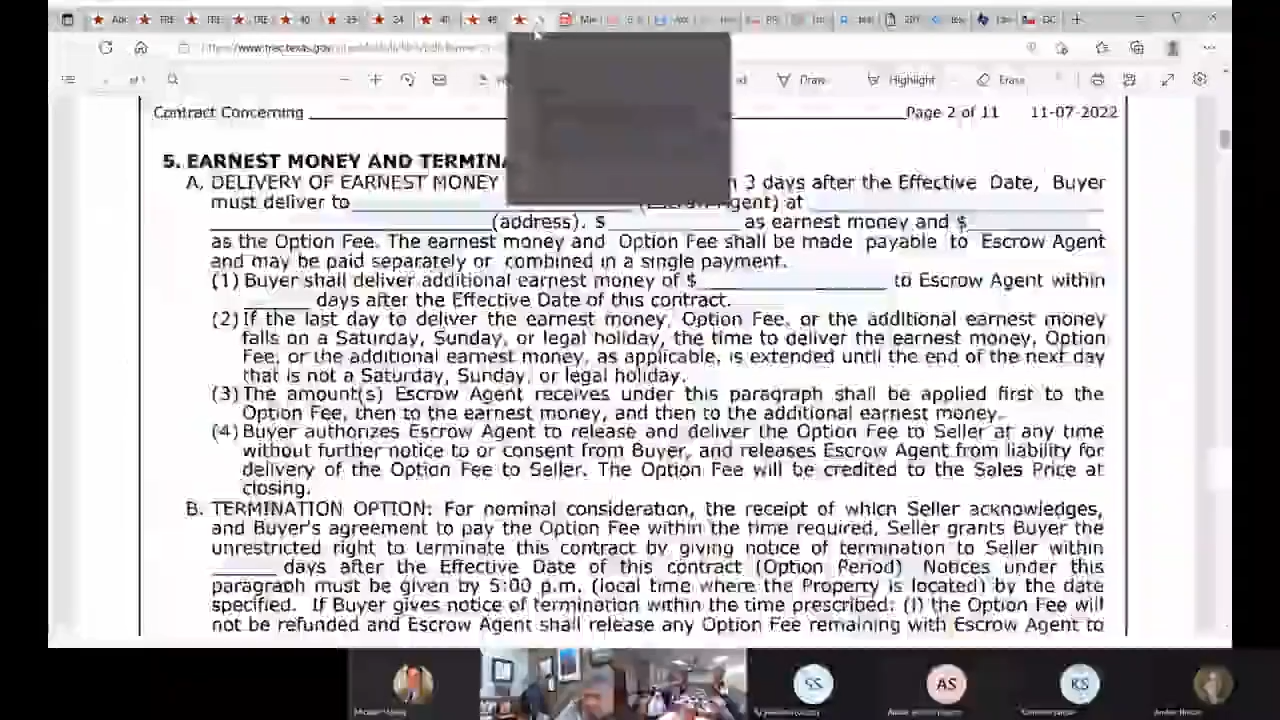 40
34
https://www.trec.texas.gov
Draw
Highlight
Erase
Contract Concerning
Page 2 of 11 11-07-2022
5. EARNEST MONEY AND TERMINA
A. DELIVERY OF EARNEST MONEY 3 days after the Effective Date, Buyer
must deliver to at
(address), $ as earnest money and $
as the Option Fee. The earnest money and Option Fee shall be made payable to Escrow Agent
and may be paid separately or combined in a single payment.
(1) Buyer shall deliver additional earnest money of $ to Escrow Agent within
days after the Effective Date of this contract.
(2) If the last day to deliver the earnest money, Option Fee, or the additional earnest money
falls on a Saturday, Sunday, or legal holiday, the time to deliver the earnest money, Option
Fee, or the additional earnest money, as applicable, is extended until the end of the next day
that is not a Saturday, Sunday, or legal holiday.
(3) The amount(s) Escrow Agent receives under this paragraph shall be applied first to the
Option Fee, then to the earnest money, and then to the additional earnest money.
(4) Buyer authorizes Escrow Agent to release and deliver the Option Fee to Seller at any time
without further notice to or consent from Buyer, and releases Escrow Agent from liability for
delivery of the Option Fee to Seller. The Option Fee will be credited to the Sales Price at
closing.
B. TERMINATION OPTION: For nominal consideration, the receipt of which Seller acknowledges,
and Buyer's agreement to pay the Option Fee within the time required, Seller grants Buyer the
unrestricted right to terminate this contract by giving notice of termination to Seller within
days after the Effective Date of this contract (Option Period) Notices under this
paragraph must be given by 5:00 p.m. (local time where the Property is located) by the date
specified. If Buyer gives notice of termination within the time prescribed: (i) the Option Fee will
not be refunded and Escrow Agent shall release any Option Fee remaining with Escrow Agent to
SS
AS
KS